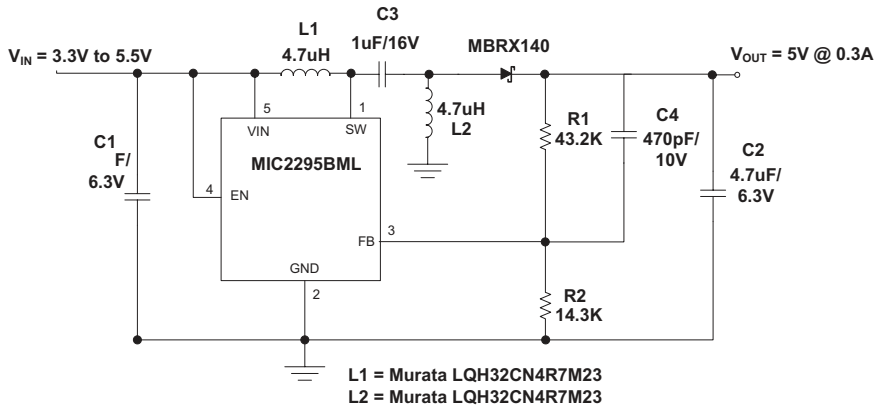 L1
4.7uH
C3
1uF/16V
MBRX140
VIN = 3.3V to 5.5V
VOUT = 5V @ 0.3A
5
VIN
1
SW
4.7uH
L2
R1
43.2K
C4
470pF/
10V
C2
4.7uF/
6.3V
C1
F/
6.3V
MIC2295BML
4
EN
3
FB
GND
2
R2
14.3K
L1 = Murata LQH32CN4R7M23
L2 = Murata LQH32CN4R7M23